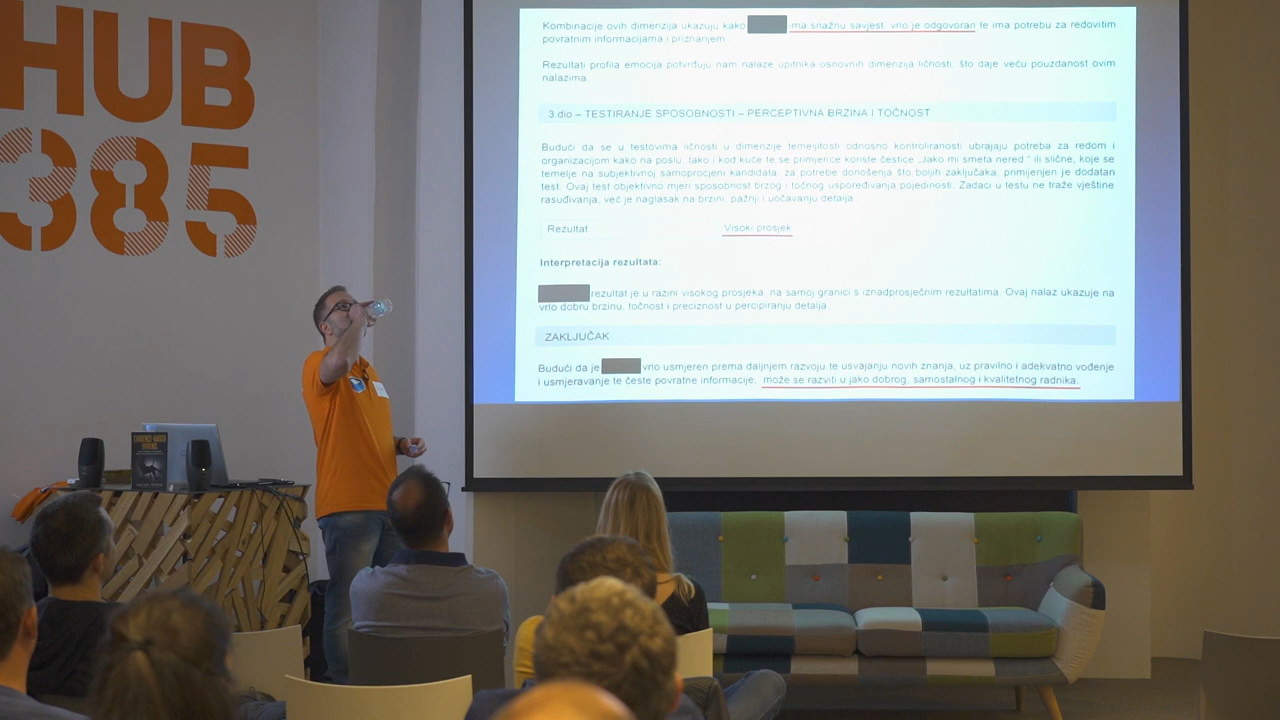 HUB
385
Kombinacije ovih dimenzija ukazuju kako ima snažnu savjest, vrlo je odgovoran te ima potrebu za redovitim
povratnim informacijama i priznanjem.
Rezultati profila emocija potvrđuju nam nalaze upitnika osnovnih dimenzija ličnosti, što daje veću pouzdanost ovim
nalazima.
3.dio – TESTIRANJE SPOSOBNOSTI – PERCEPTIVNA BRZINA I TOČNOST
Budući da se u testovima ličnosti u dimenzije temeljitosti odnosno kontroliranosti ubrajaju potreba za redom i
organizacijom kako na poslu, tako i kod kuće te se primjerice koriste čestice „Jako mi smeta nered " ili slične, koje se
temelje na subjektivnoj samoprocjeni kandidata, za potrebe donošenja što boljih zaključaka, primijenjen je dodatan
test. Ovaj test objektivno mjeri sposobnost brzog i točnog uspoređivanja pojedinosti. Zadaci u testu ne traže vještine
rasuđivanja, već je naglasak na brzini, pažnji i uočavanju detalja.
Rezultat Visoki prosjek
Interpretacija rezultata:
rezultat je u razini visokog prosjeka, na samoj granici s iznadprosječnim rezultatima. Ovaj nalaz ukazuje na
vrlo dobru brzinu, točnost i preciznost u percipiranju detalja.
ZAKLJUČAK
Budući da je vrlo usmjeren prema daljnjem razvoju te usvajanju novih znanja, uz pravilno i adekvatno vođenje
i usmjeravanje te česte povratne informacije, može se razviti u jako dobrog, samostalnog i kvalitetnog radnika.
EVIDENCE-BASED
HIRING